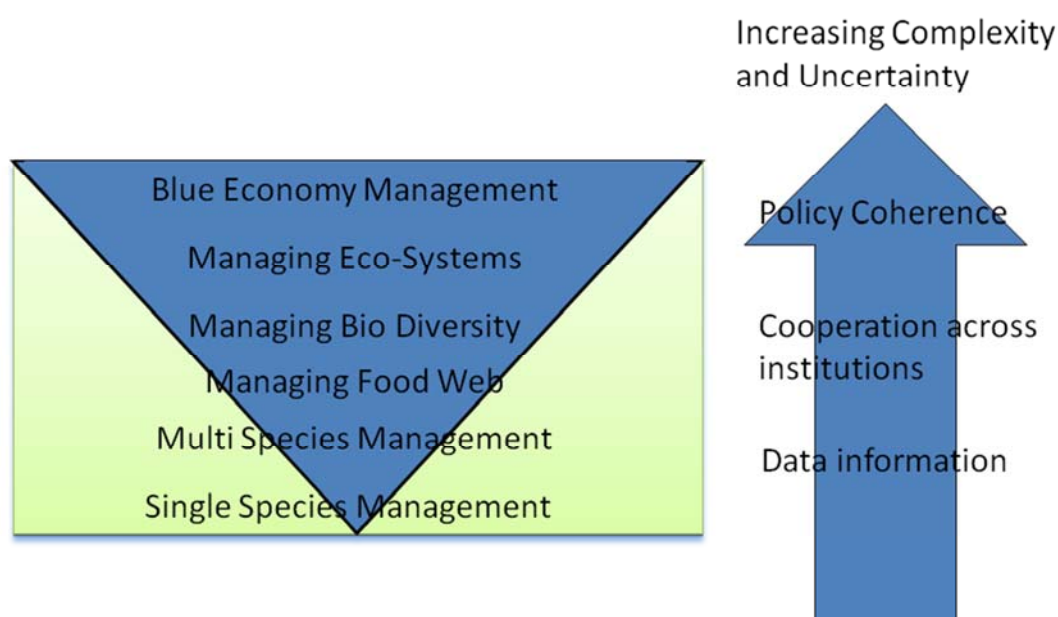 Increasing Complexity
and Uncertainty
Blue Economy Management
Managing Eco-Systems
Managing Bio Diversity
Managing Food Web
Multi Species Management
Single Species Management
Policy Coherence
Cooperation across
institutions
Data information